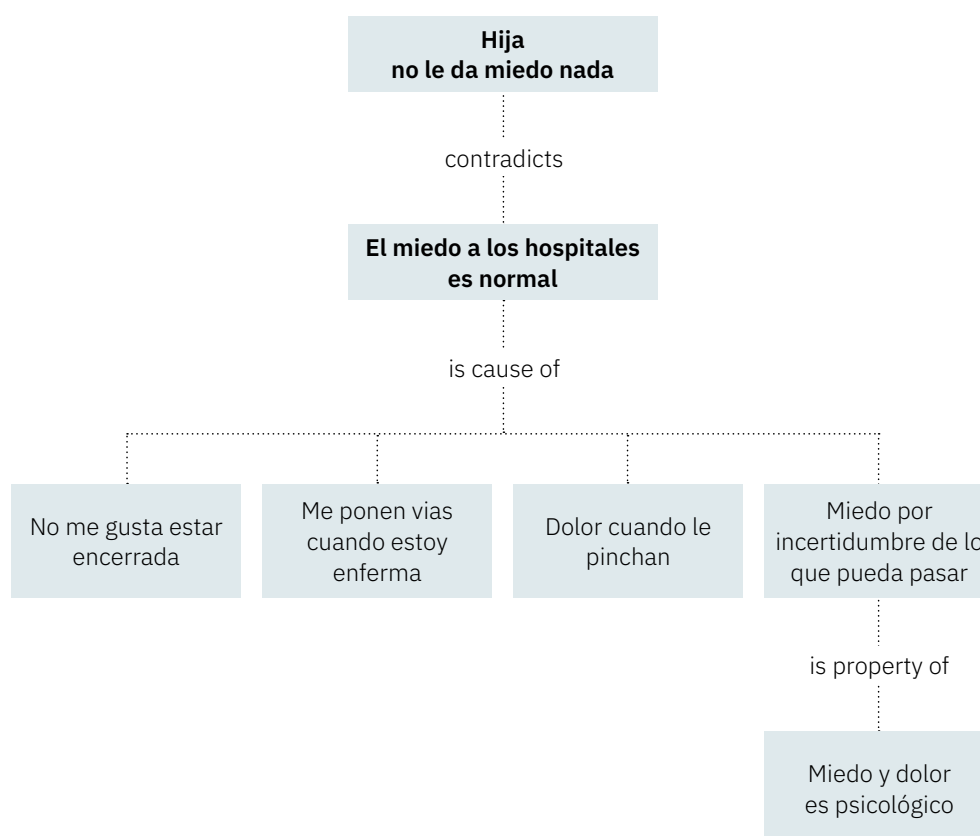 Hija
no le da miedo nada
contradicts
El miedo a los hospitales
es normal
is cause of
No me gusta estar
encerrada
Me ponen vias
cuando estoy
enferma
Dolor cuando le
pinchan
Miedo por
incertidumbre de lo
que pueda pasar
is property of
Miedo y dolor
es psicológico